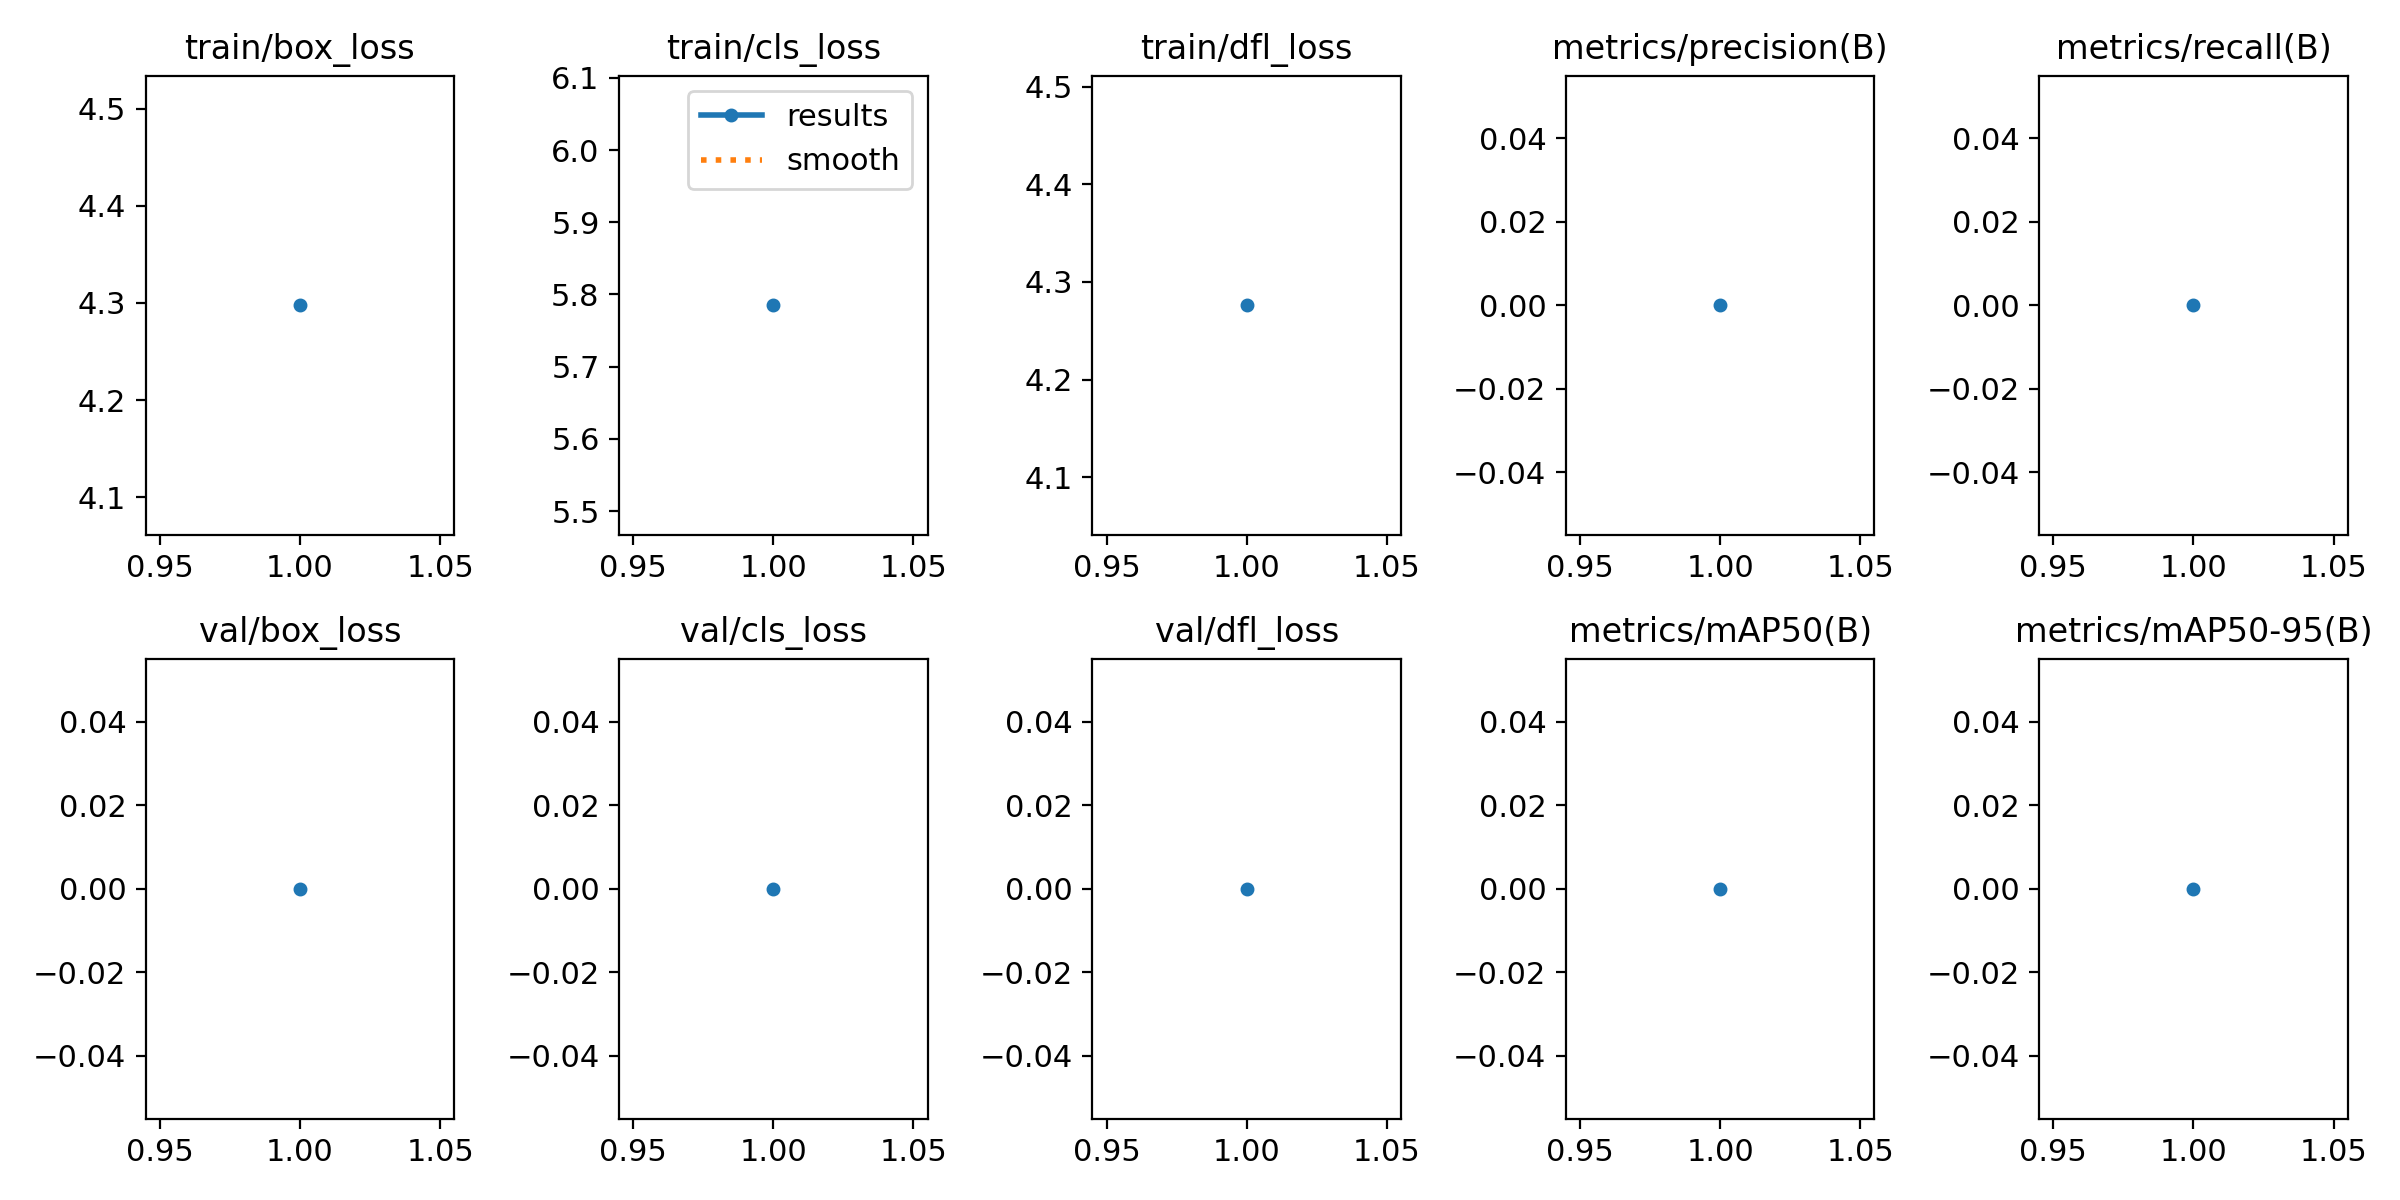 train/box_loss
4.5
4.4
4.3
4.2
4.1
0.95 1.00 1.05
train/cls_loss
results
smooth
6.1
6.0
5.9
5.8
5.7
5.6
5.5
0.95 1.00 1.05
train/dfl_loss
4.5
4.4
4.3
4.2
4.1
0.95 1.00 1.05
metrics/precision(B)
0.04
0.02
0.00
−0.02
−0.04
0.95 1.00 1.05
metrics/recall(B)
0.04
0.02
0.00
−0.02
−0.04
0.95 1.00 1.05
val/box_loss
0.04
0.02
0.00
−0.02
−0.04
0.95 1.00 1.05
val/cls_loss
0.04
0.02
0.00
−0.02
−0.04
0.95 1.00 1.05
val/dfl_loss
0.04
0.02
0.00
−0.02
−0.04
0.95 1.00 1.05
metrics/mAP50(B)
0.04
0.02
0.00
−0.02
−0.04
0.95 1.00 1.05
metrics/mAP50-95(B)
0.04
0.02
0.00
−0.02
−0.04
0.95 1.00 1.05